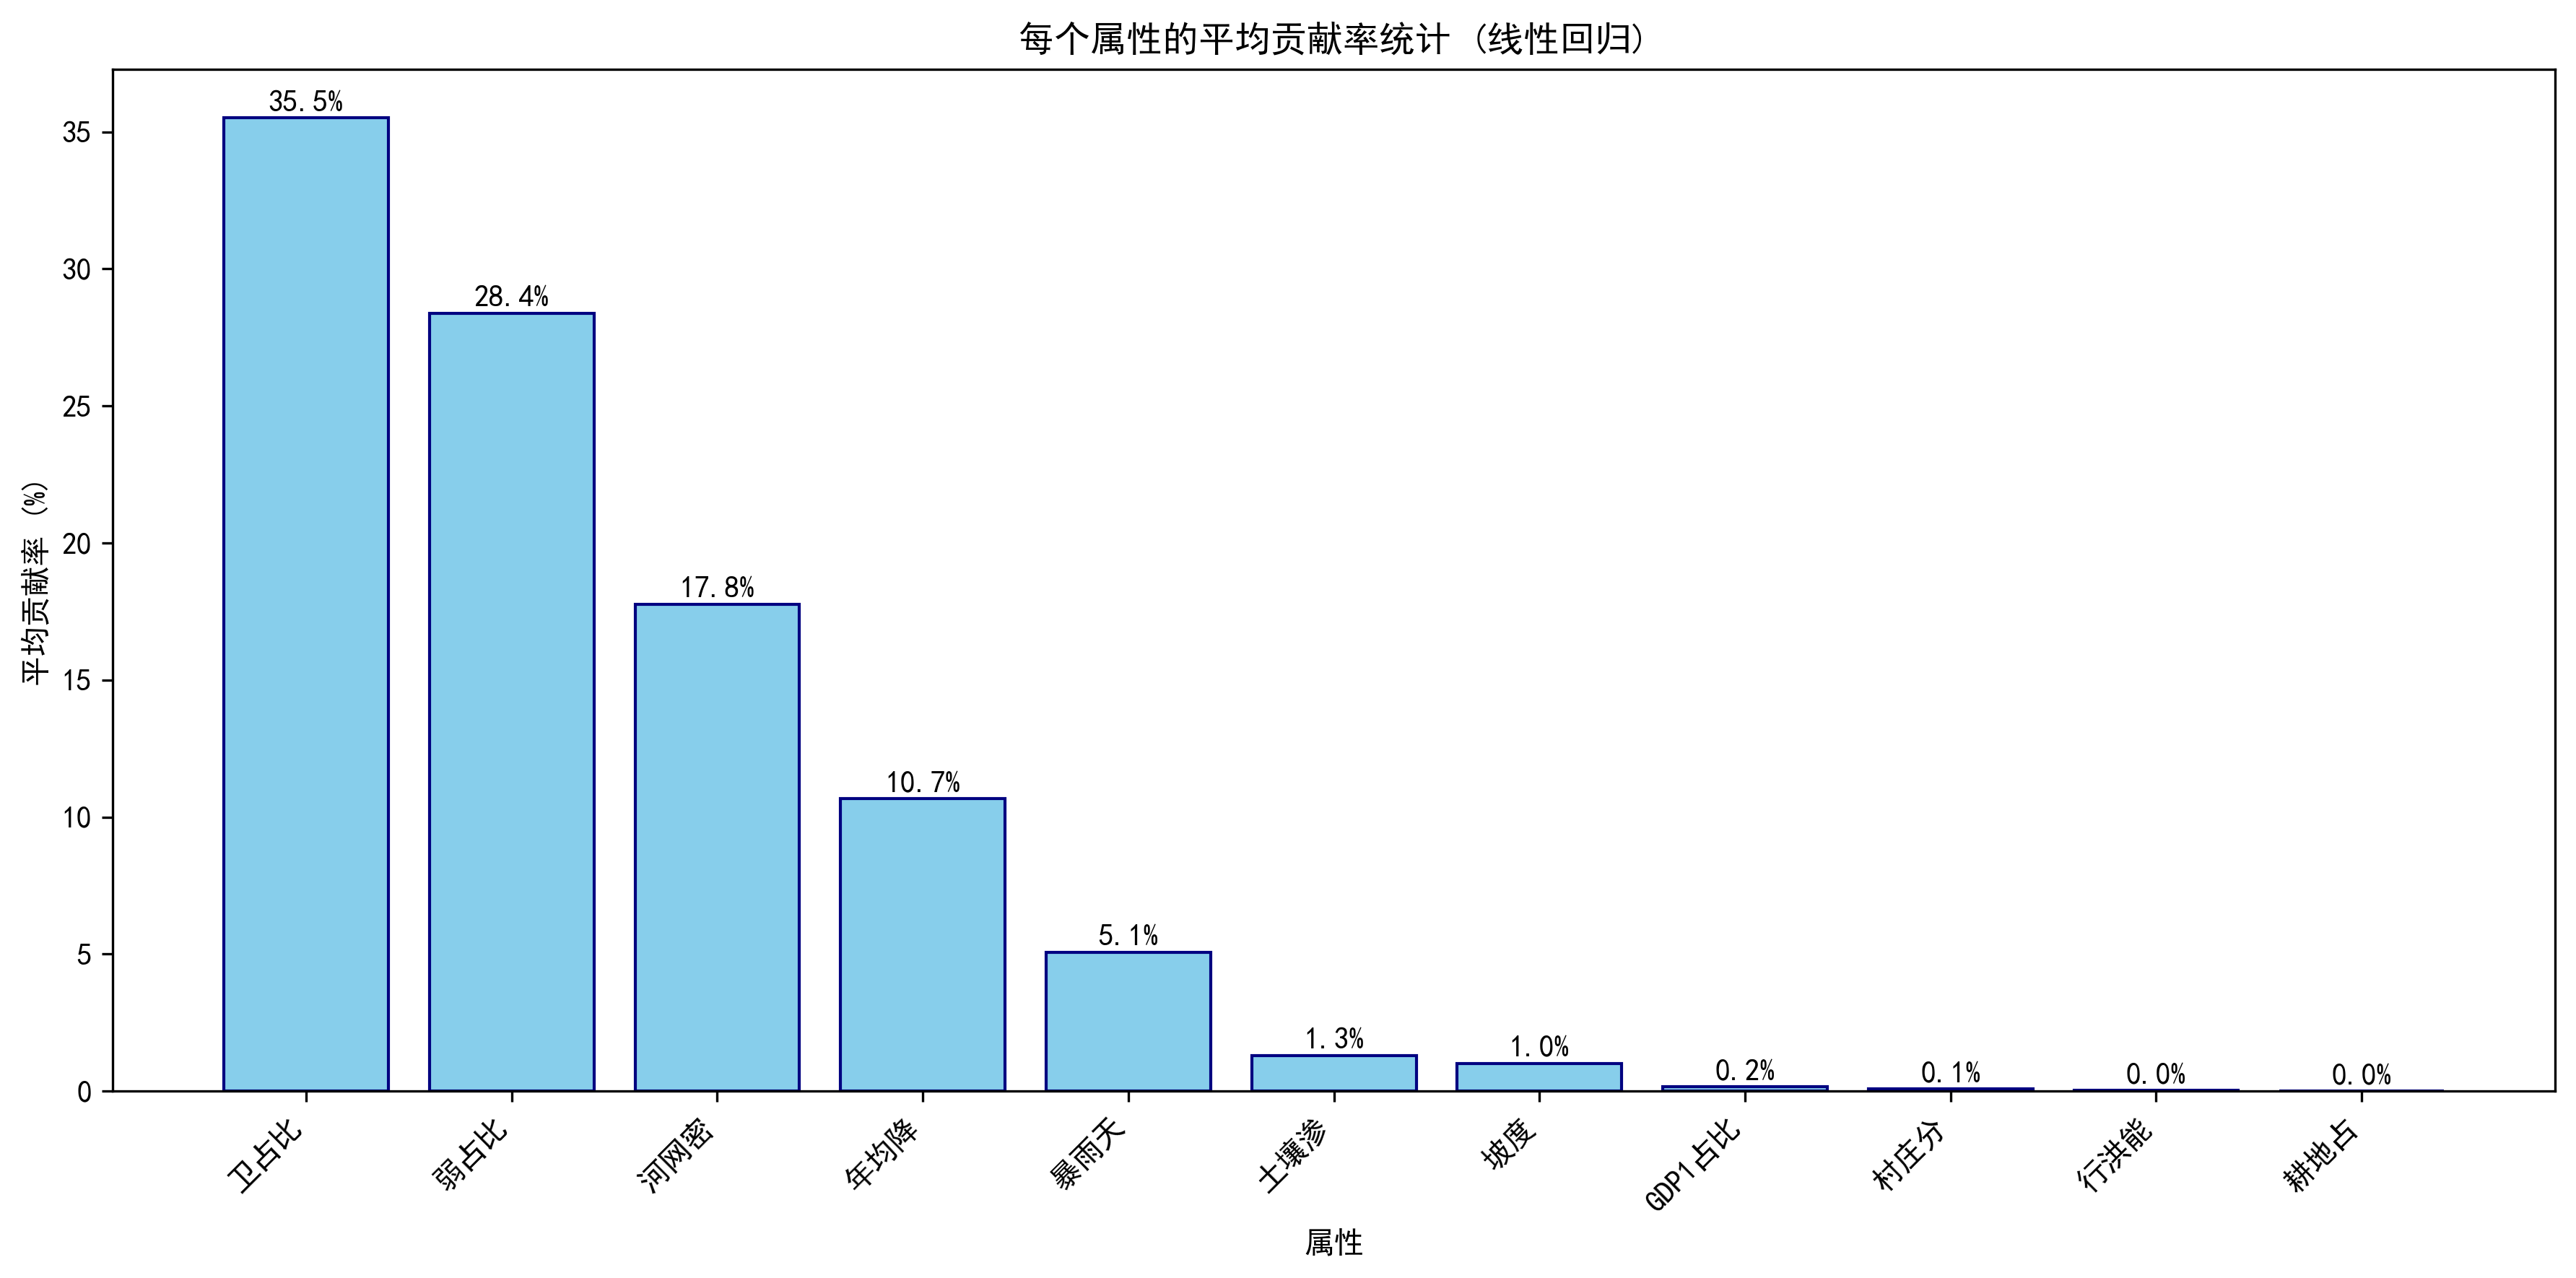 每个属性的平均贡献率统计 (线性回归)
平均贡献率 (%)
35
30
25
20
15
10
5
0
35.5%
28.4%
17.8%
10.7%
5.1%
1.3%
1.0%
0.2%
0.1%
0.0%
0.0%
卫占比
弱占比
河网密
年均降
暴雨天
土壤渗
坡度
GDP1占比
村庄分
行洪能
耕地占
属性